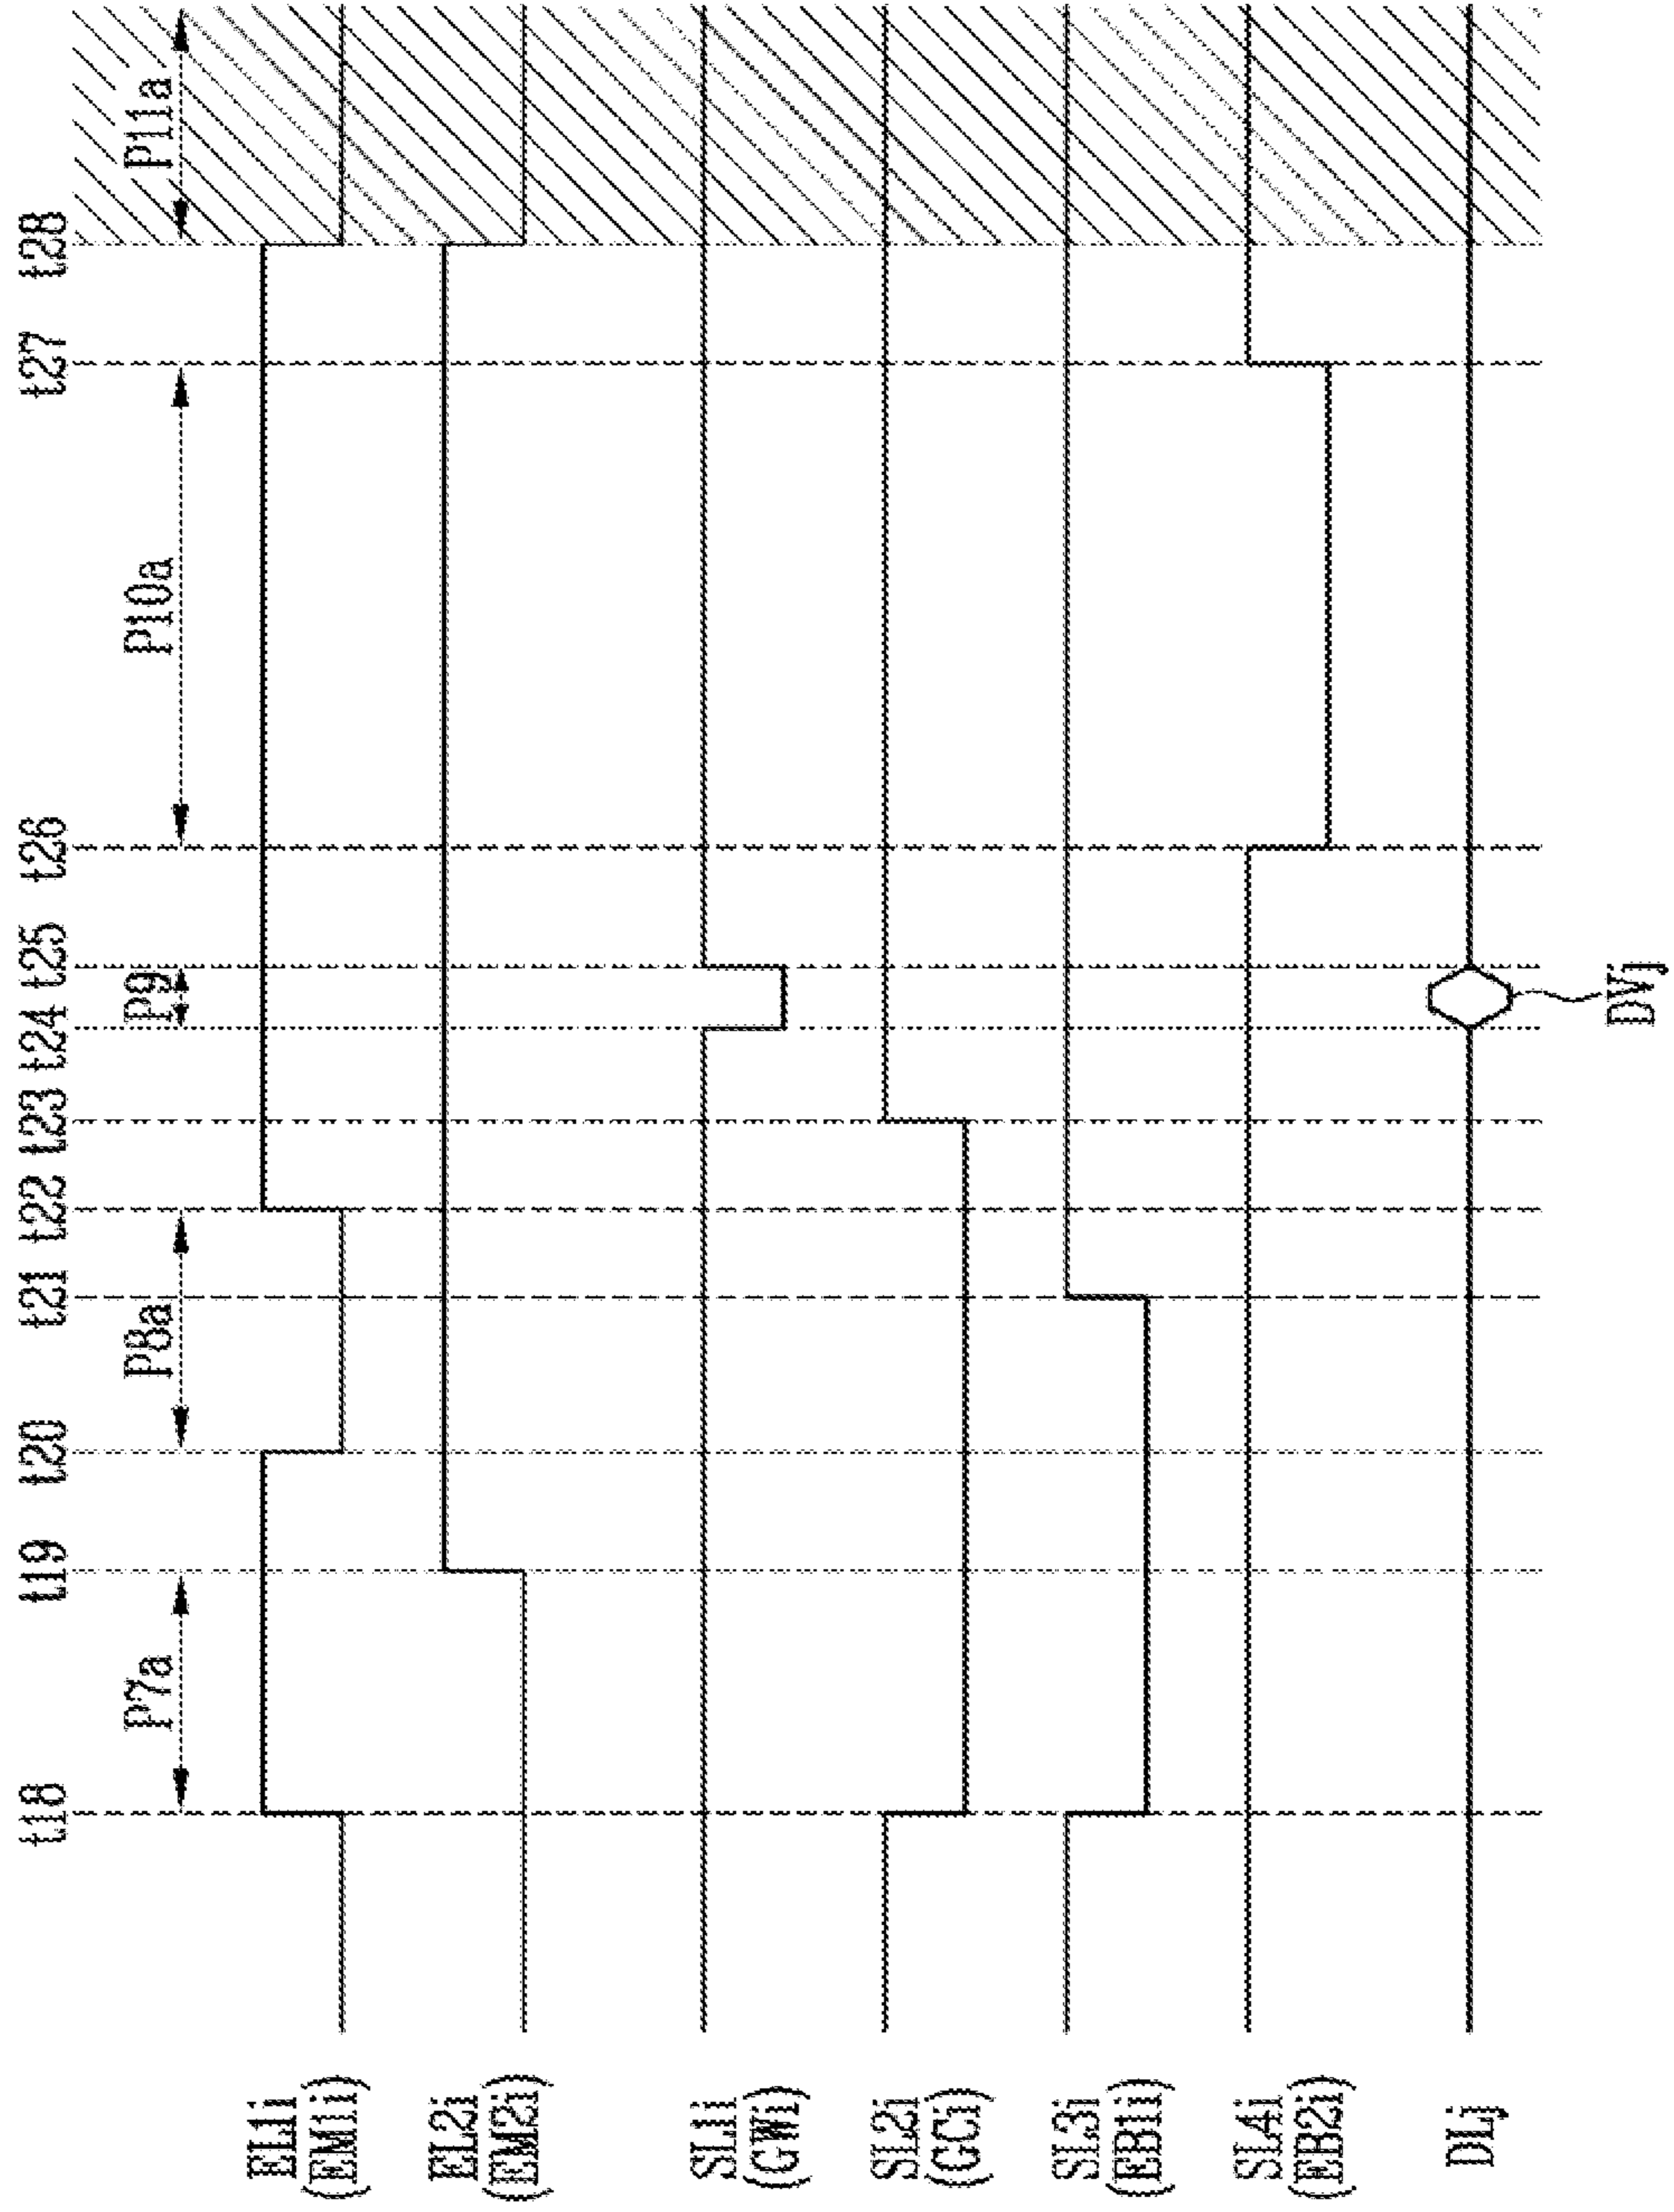 t18 t19 t20 t21 t22 t23 t24 t25 t26 t27 t28
P7a P8a P9 P10a P11a
EL1i
(EM1i)
EL2i
(EM2i)
SL1i
(GWi)
SL2i
(GCi)
SL3i
(EB1i)
SL4i
(EB2i)
DLj
DVj